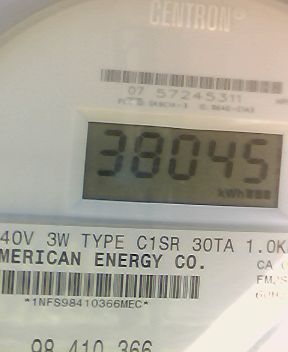 CENTRON®
07 57245311
38045
kWh
40V 3W TYPE C1SR 30TA 1.0K
MERICAN ENERGY CO.
CA
*1NFS98410366MEC*
98 410 366